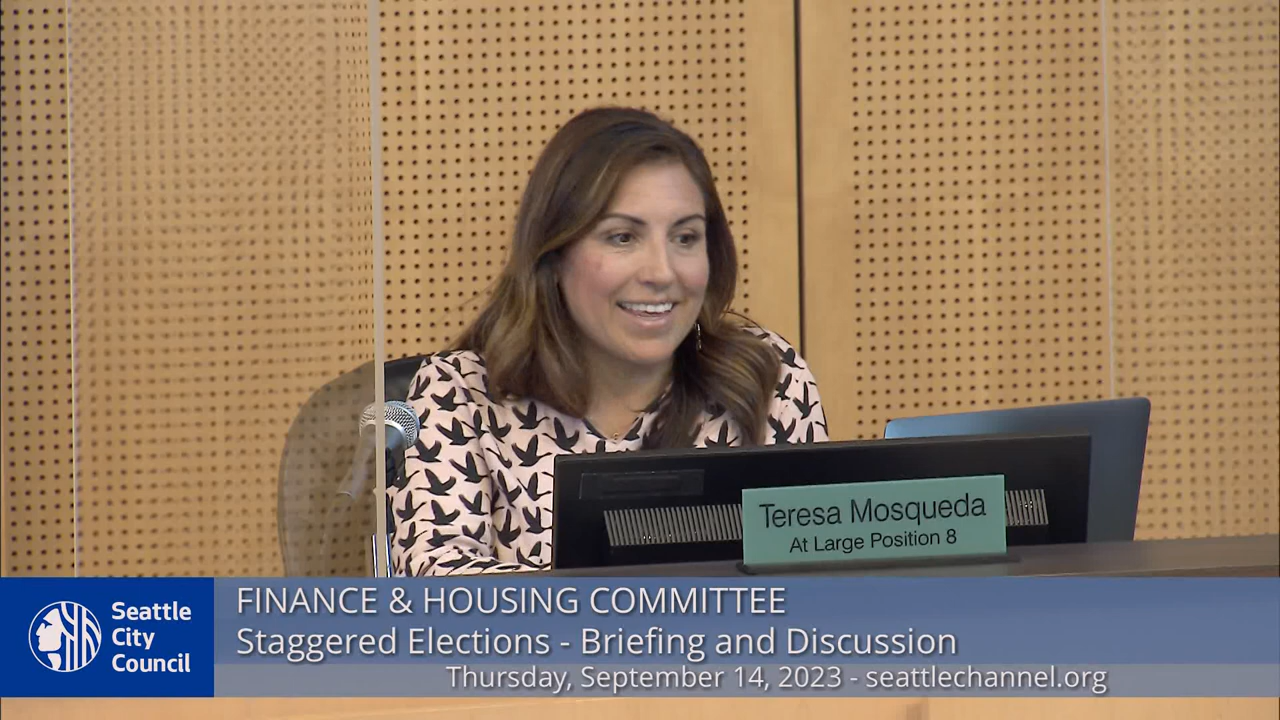 Teresa Mosqueda
At Large Position 8
Seattle
City
Council
FINANCE & HOUSING COMMITTEE
Staggered Elections - Briefing and Discussion
Thursday, September 14, 2023 - seattlechannel.org